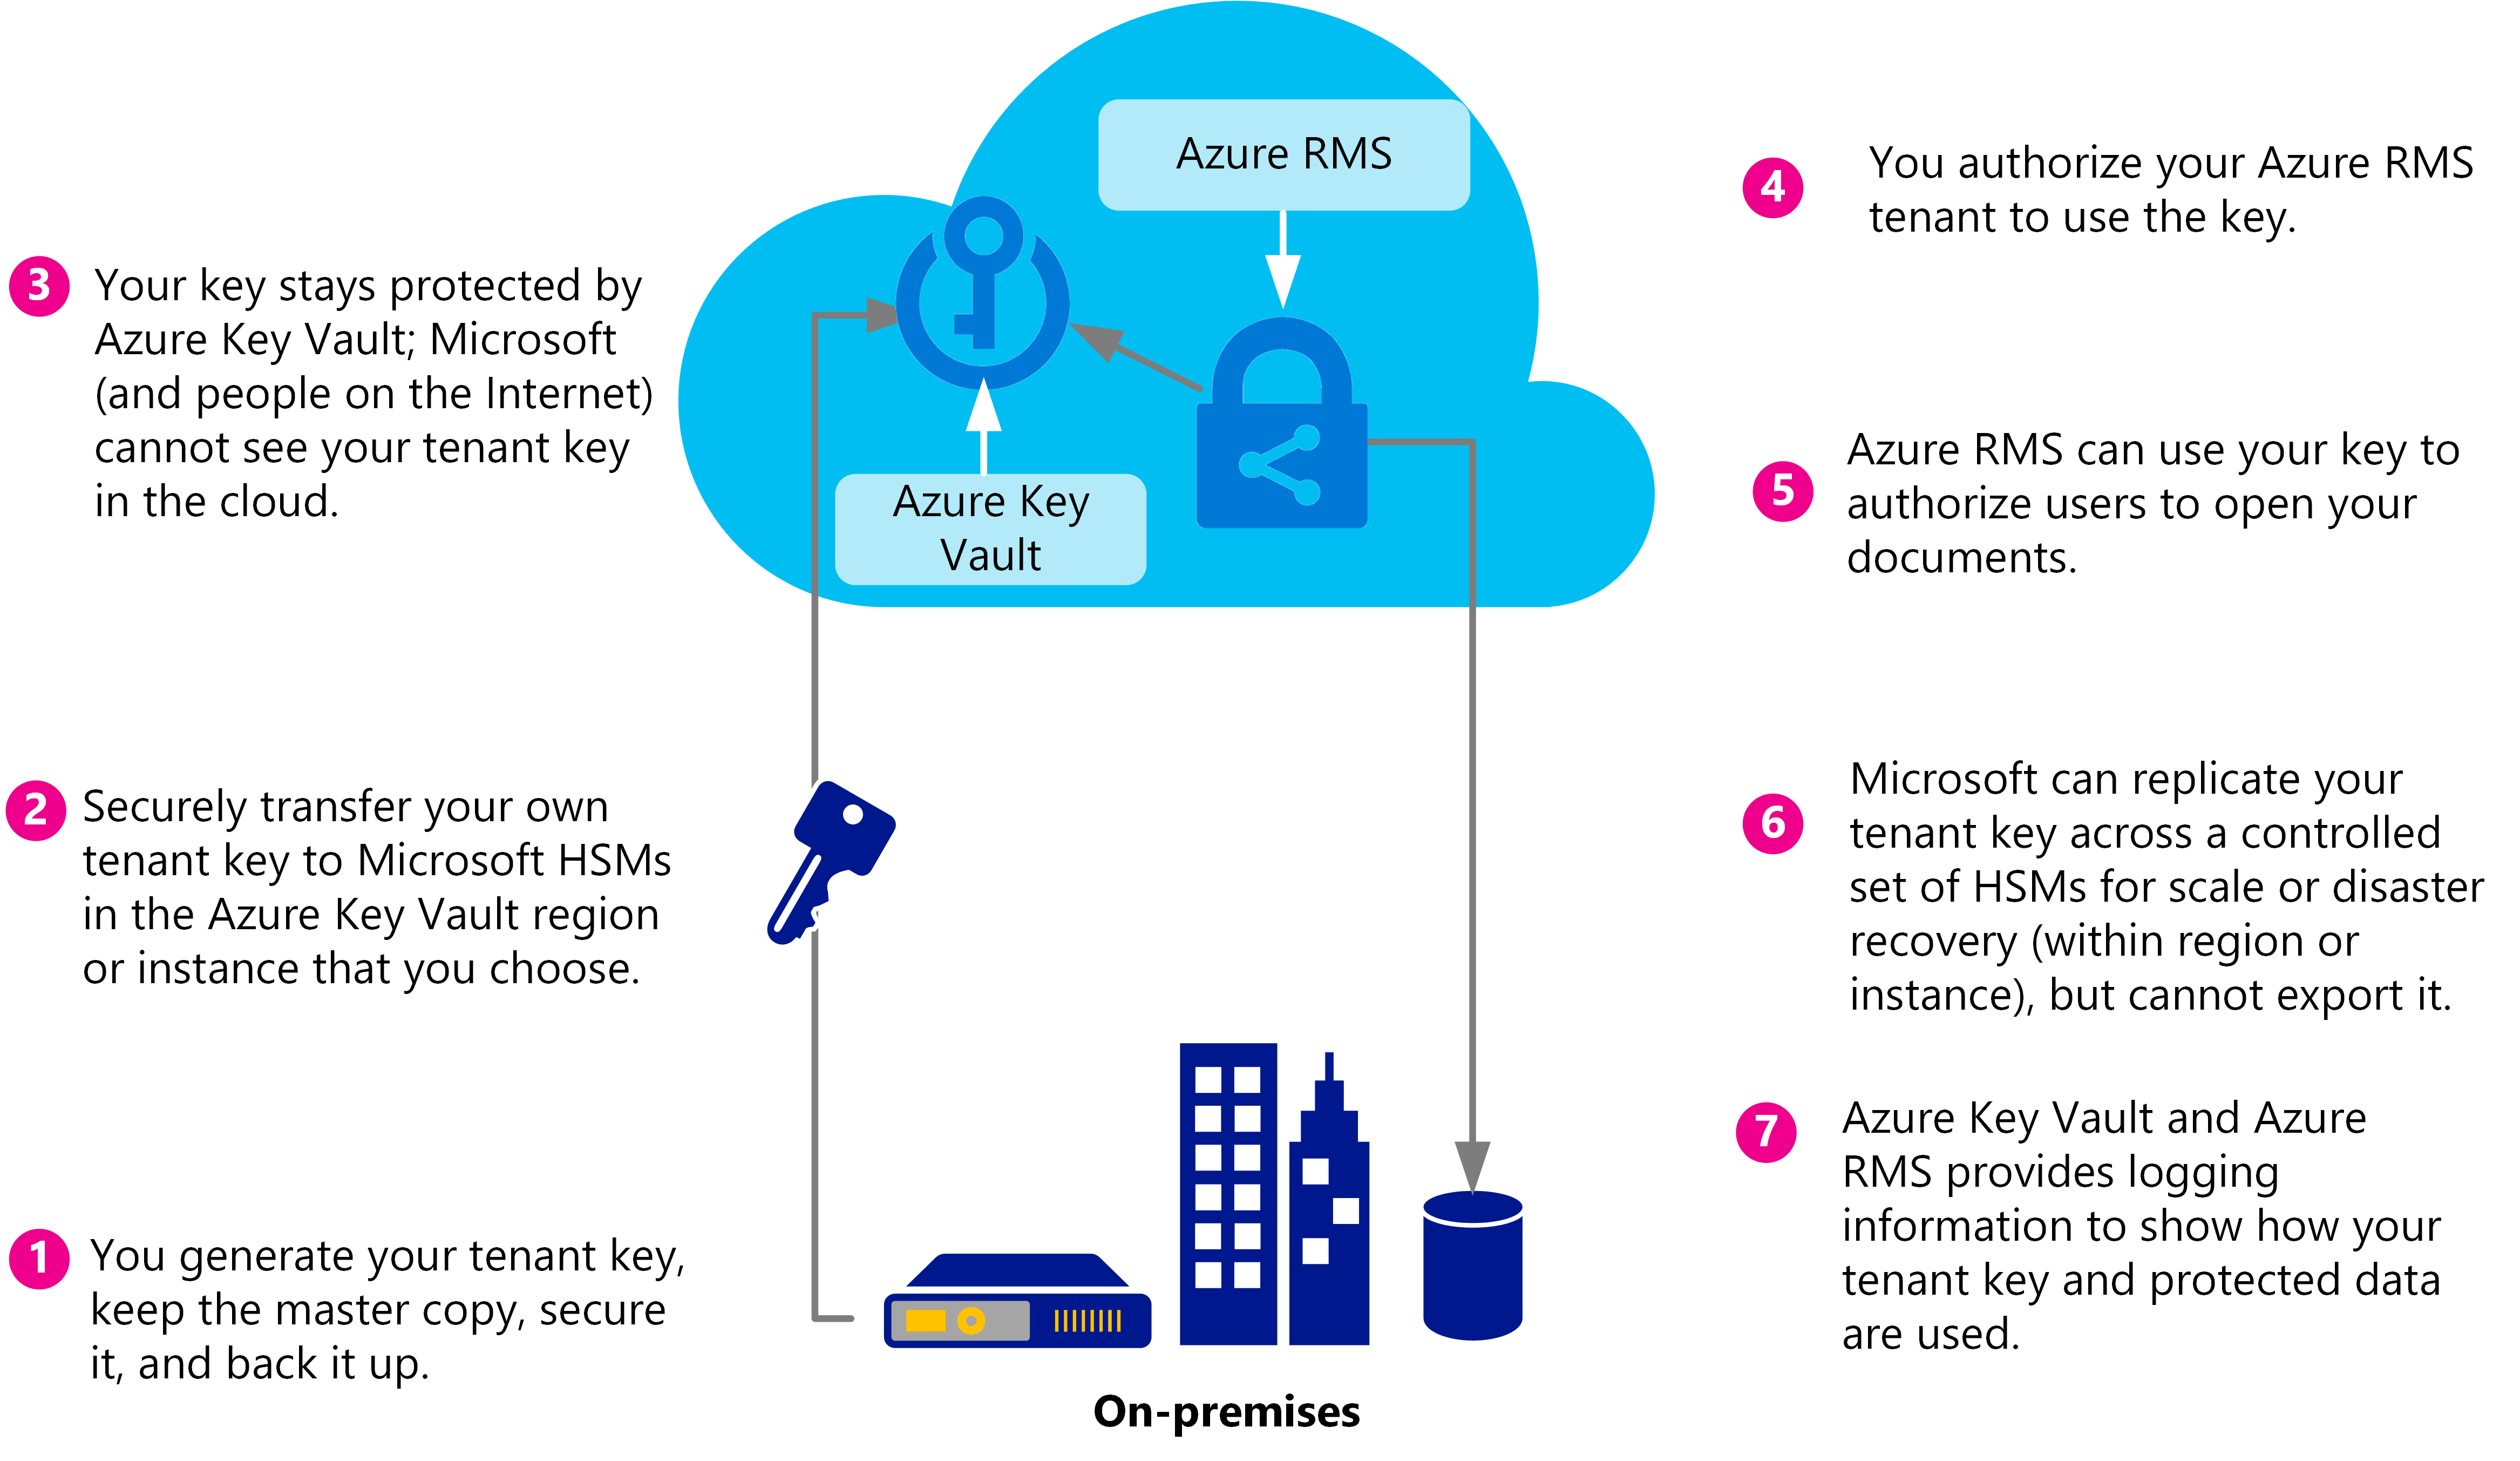 Azure RMS
Azure Key
Vault
3
Your key stays protected by
Azure Key Vault; Microsoft
(and people on the Internet)
cannot see your tenant key
in the cloud.
2
Securely transfer your own
tenant key to Microsoft HSMs
in the Azure Key Vault region
or instance that you choose.
1
You generate your tenant key,
keep the master copy, secure
it, and back it up.
On-premises
4
You authorize your Azure RMS
tenant to use the key.
5
Azure RMS can use your key to
authorize users to open your
documents.
6
Microsoft can replicate your
tenant key across a controlled
set of HSMs for scale or disaster
recovery (within region or
instance), but cannot export it.
7
Azure Key Vault and Azure
RMS provides logging
information to show how your
tenant key and protected data
are used.